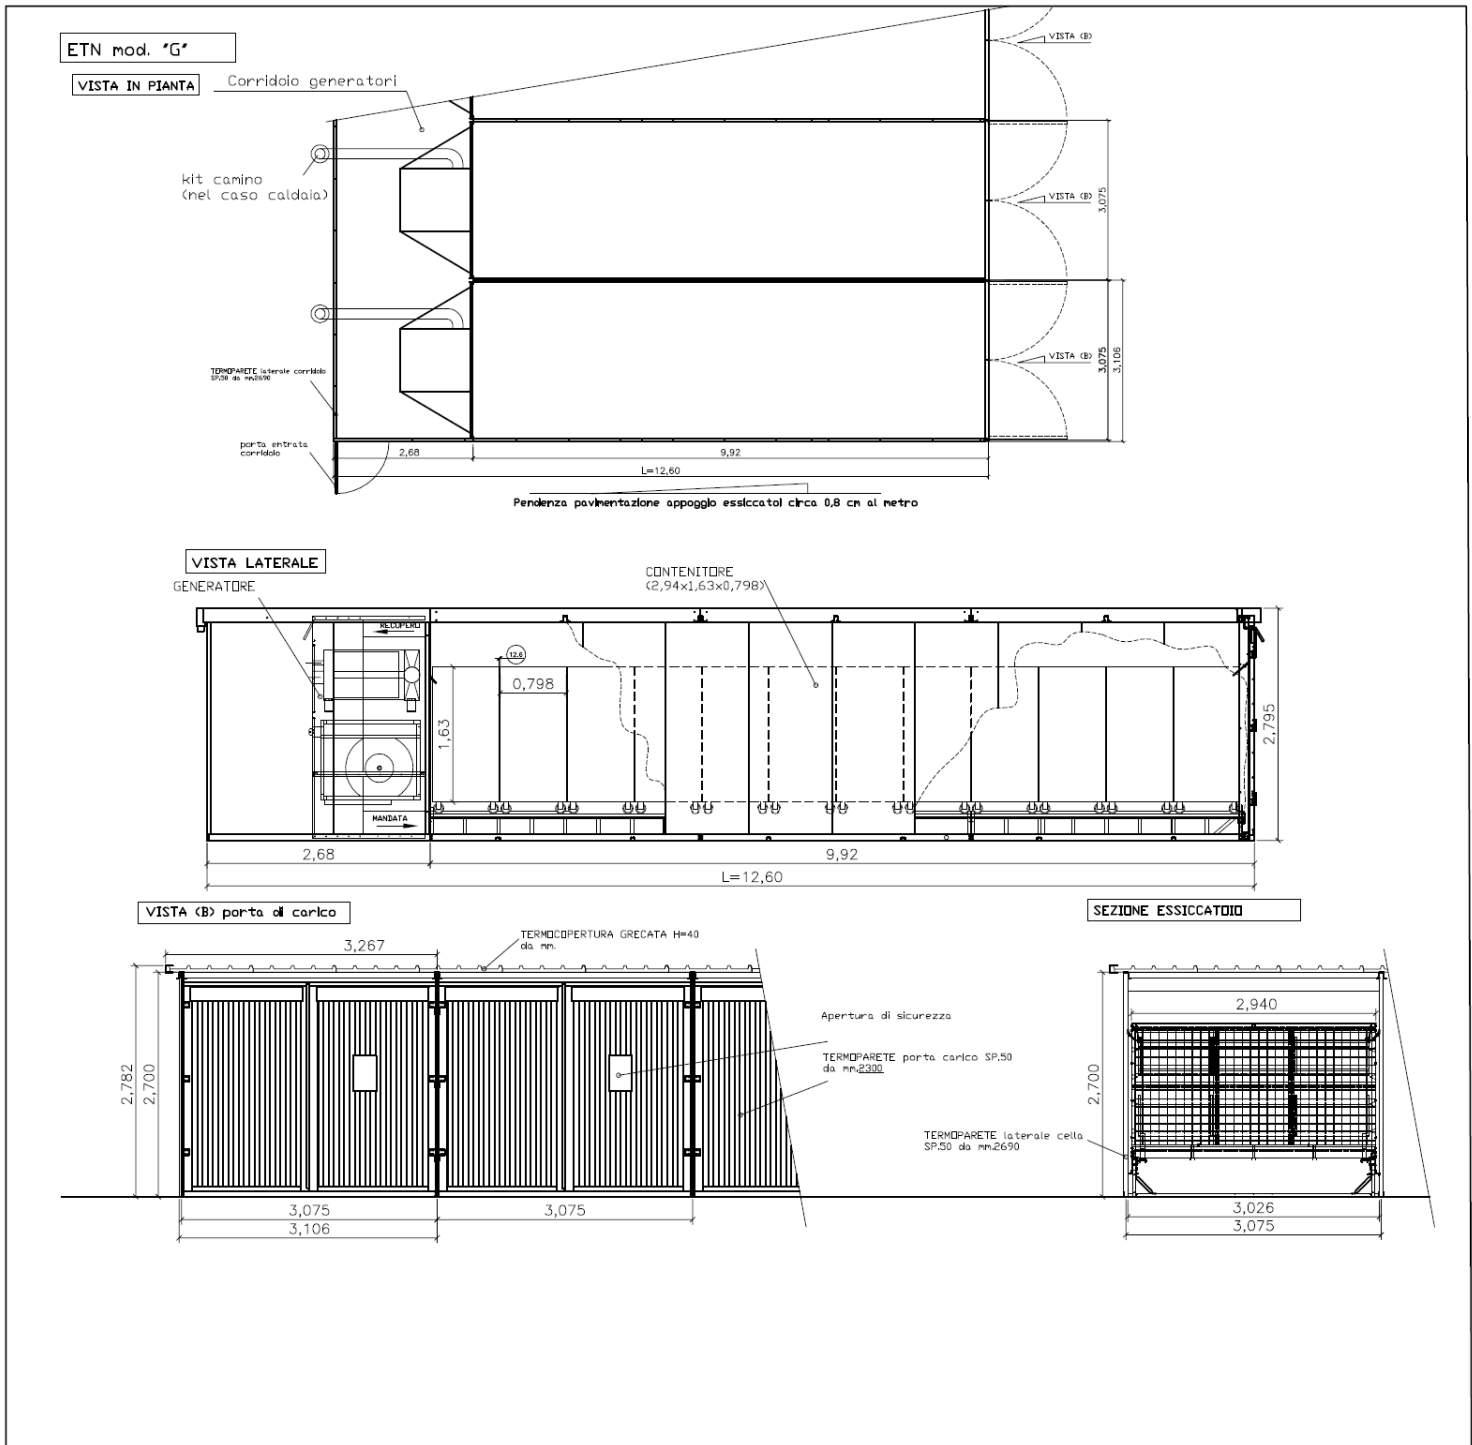 ETN mod. "G"
VISTA IN PIANTA
Corridoio generatori
VISTA (B)
kit camino
(nel caso caldaia)
VISTA (B)
3,075
TERMOPARETE laterale corridoio
SP.50 da mm.2690
VISTA (B)
3,075
3,106
porta entrata
corridoio
2,68
9,92
L=12,60
Pendenza pavimentazione appoggio essiccatoi circa 0,8 cm al metro
VISTA LATERALE
GENERATORE
CONTENITORE
(2,94x1,63x0,798)
RECUPERO
12.6
0,798
1,63
2,795
MANDATA
2,68
9,92
L=12,60
VISTA (B) porta di carico
SEZIONE ESSICCATOIO
3,267
TERMOCOPERTURA GRECATA H=40
da mm.
2,940
Apertura di sicurezza
TERMOPARETE porta carico SP.50
da mm.2300
2,782
2,700
2,700
TERMOPARETE laterale cella
SP.50 da mm.2690
3,075
3,075
3,106
3,026
3,075